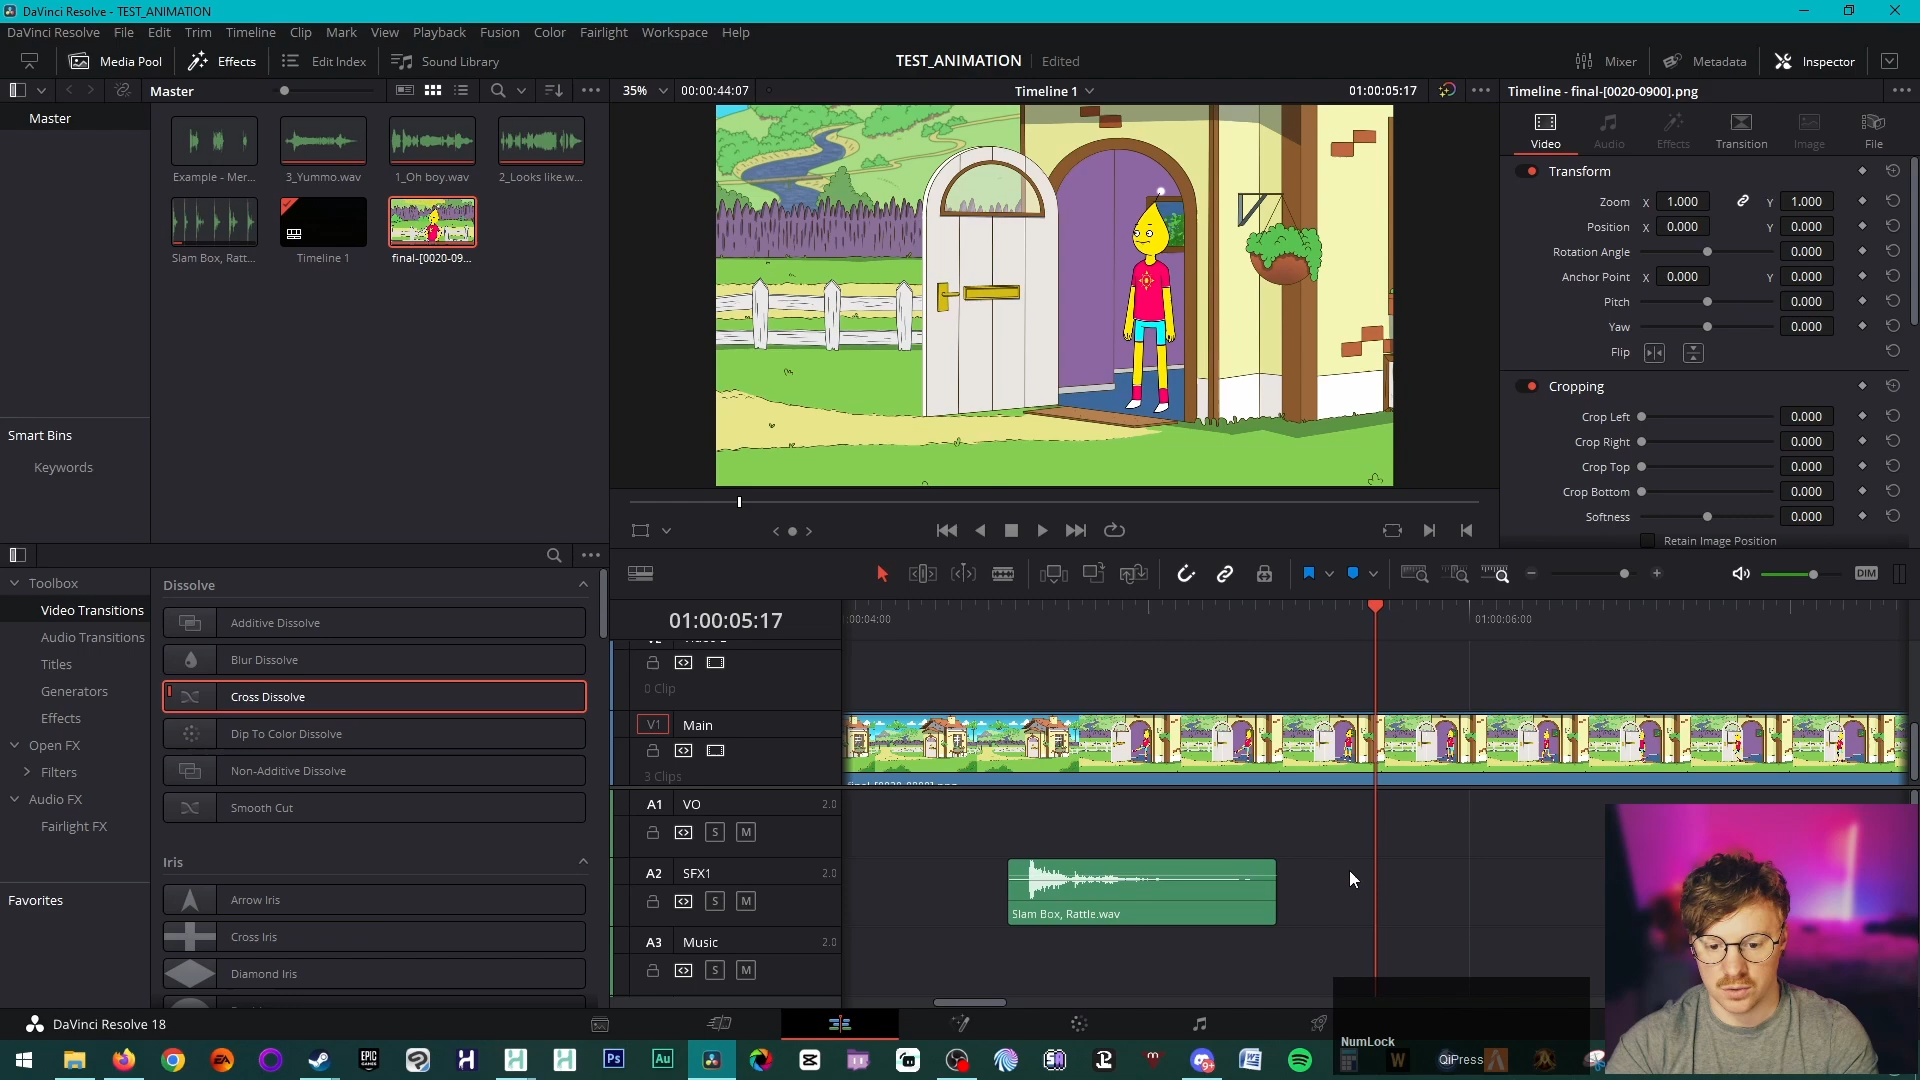 DaVinci Resolve - TEST_ANIMATION
DaVinci Resolve File Edit Trim Timeline Clip Mark View Playback Fusion Color Fairlight Workspace Help
Media Pool Effects Edit Index Sound Library TEST_ANIMATION Edited Mixer Metadata Inspector
Master 35% 00:00:44:07 Timeline 1 01:00:05:17 Timeline - final-[0020-0900].png
Master
Example - Mer... 3_Yummo.wav 1_Oh boy.wav 2_Looks like.w...
Slam Box, Ratt... Timeline 1 final-[0020-09...
Smart Bins
Keywords
Video Audio Effects Transition Image File
Transform
Zoom X 1.000 Y 1.000
Position X 0.000 Y 0.000
Rotation Angle 0.000
Anchor Point X 0.000 Y 0.000
Pitch 0.000
Yaw 0.000
Flip
Cropping
Crop Left 0.000
Crop Right 0.000
Crop Top 0.000
Crop Bottom 0.000
Softness 0.000
Retain Image Position
Toolbox
Video Transitions
Audio Transitions
Titles
Generators
Effects
Open FX
Filters
Audio FX
Fairlight FX
Favorites
Dissolve
Additive Dissolve
Blur Dissolve
Cross Dissolve
Dip To Color Dissolve
Non-Additive Dissolve
Smooth Cut
Iris
Arrow Iris
Cross Iris
Diamond Iris
DIM
01:00:05:17 :00:04:00 01:00:06:00
0 Clip
V1 Main
3 Clips
A1 VO 2.0
S M
A2 SFX1 2.0
S M
Slam Box, Rattle.wav
A3 Music 2.0
S M
DaVinci Resolve 18
NumLock
QiPress
EA EPIC GAMES Ps Au 9+ W